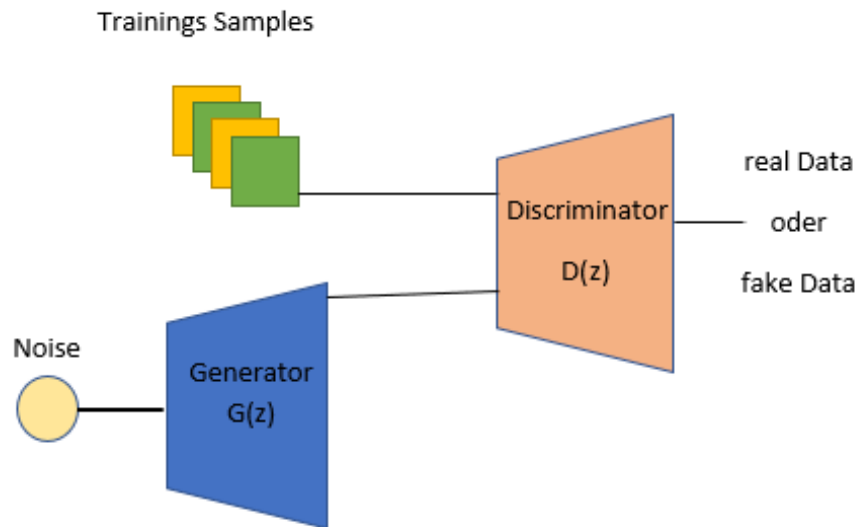 Trainings Samples
real Data
Discriminator
oder
D(z)
fake Data
Noise
Generator
G(z)